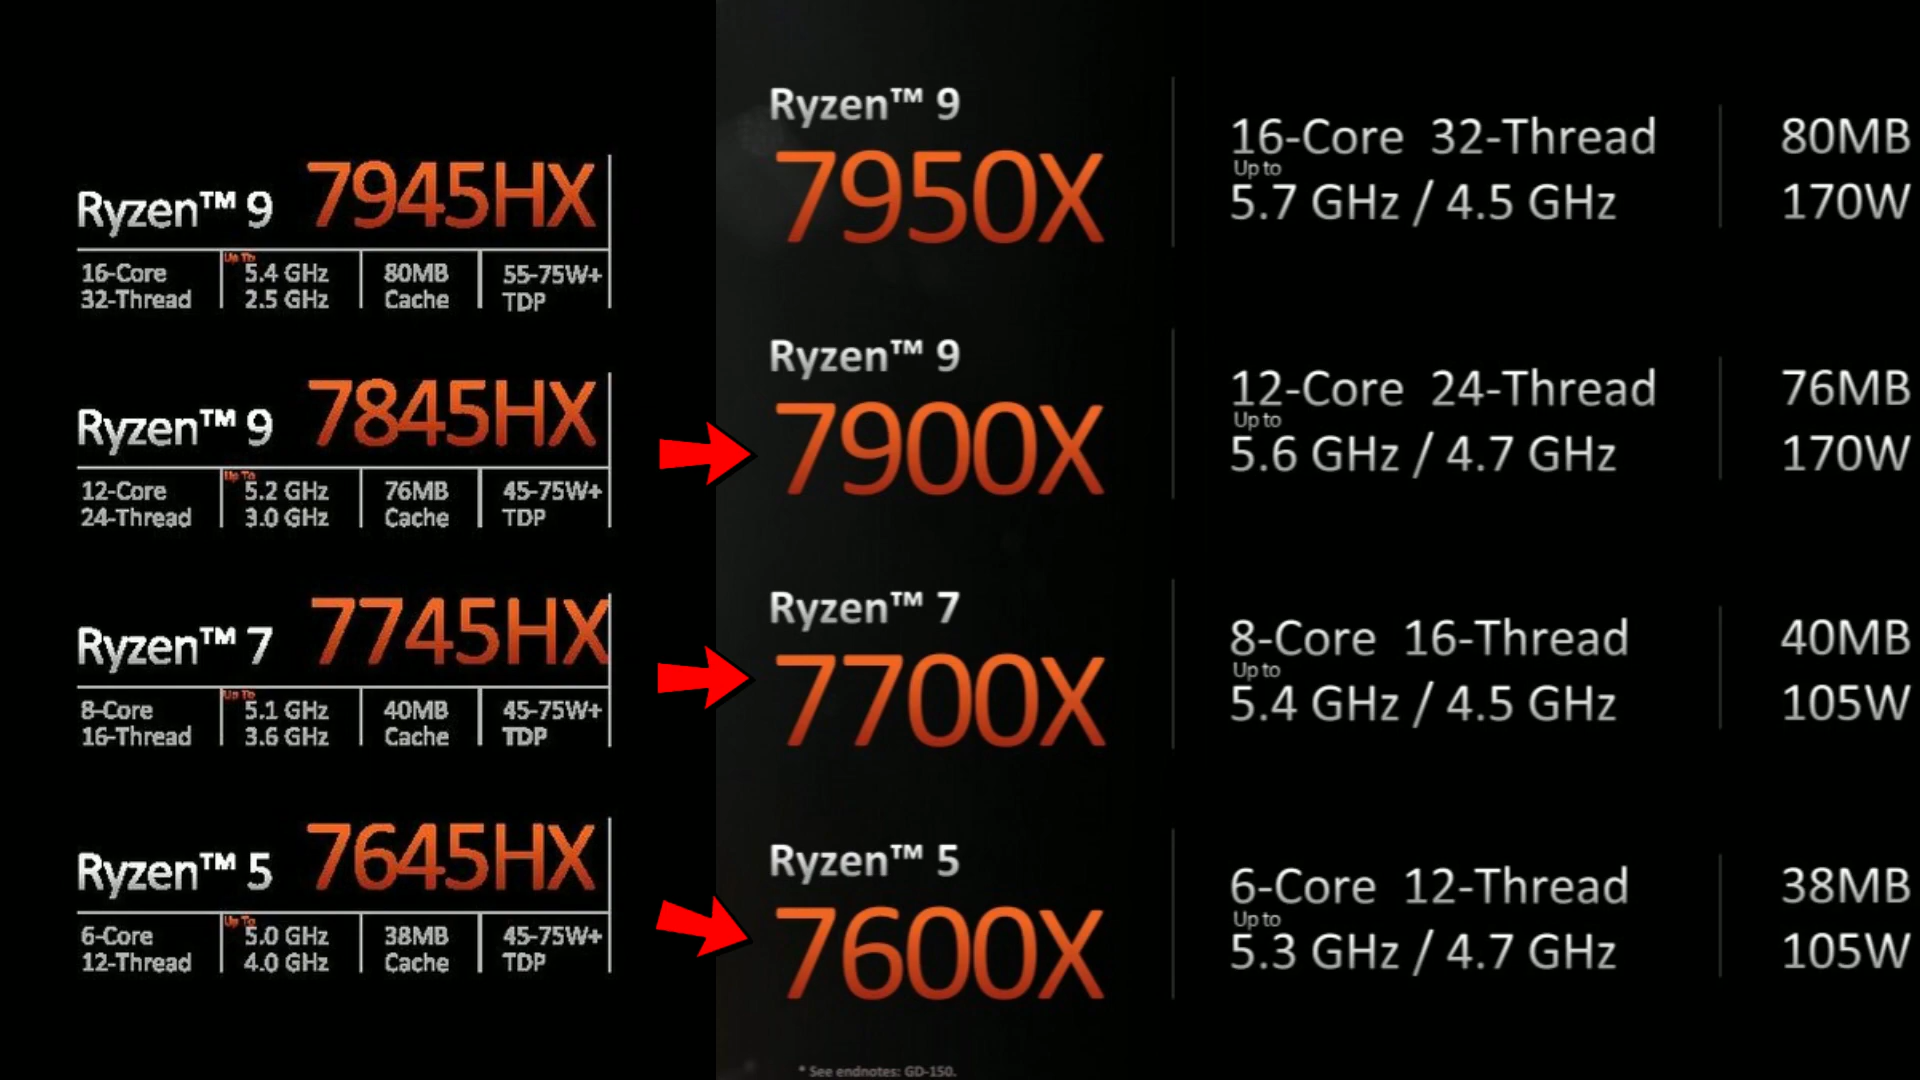 Ryzen™ 9 7945HX
16-Core 32-Thread
Up To 5.4 GHz 2.5 GHz
80MB Cache
55-75W+ TDP
Ryzen™ 9 7845HX
12-Core 24-Thread
Up To 5.2 GHz 3.0 GHz
76MB Cache
45-75W+ TDP
Ryzen™ 7 7745HX
8-Core 16-Thread
Up To 5.1 GHz 3.6 GHz
40MB Cache
45-75W+ TDP
Ryzen™ 5 7645HX
6-Core 12-Thread
Up To 5.0 GHz 4.0 GHz
38MB Cache
45-75W+ TDP
Ryzen™ 9
7950X
16-Core 32-Thread
Up to
5.7 GHz / 4.5 GHz
80MB
170W
Ryzen™ 9
7900X
12-Core 24-Thread
Up to
5.6 GHz / 4.7 GHz
76MB
170W
Ryzen™ 7
7700X
8-Core 16-Thread
Up to
5.4 GHz / 4.5 GHz
40MB
105W
Ryzen™ 5
7600X
6-Core 12-Thread
Up to
5.3 GHz / 4.7 GHz
38MB
105W
* See endnotes: GD-150.